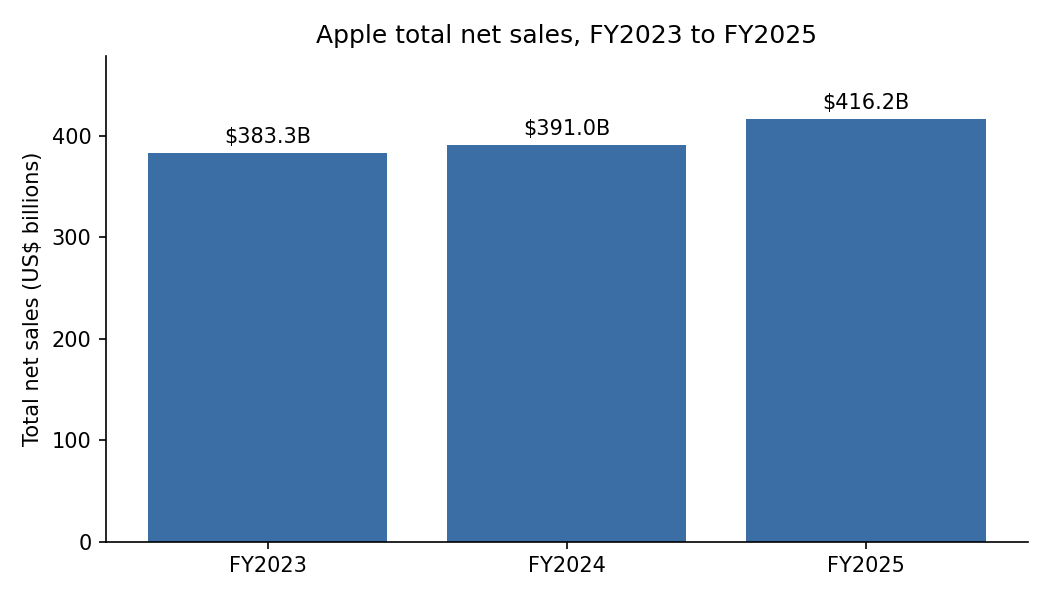 Apple total net sales, FY2023 to FY2025
Total net sales (US$ billions)
400
300
200
100
0
$383.3B
$391.0B
$416.2B
FY2023
FY2024
FY2025